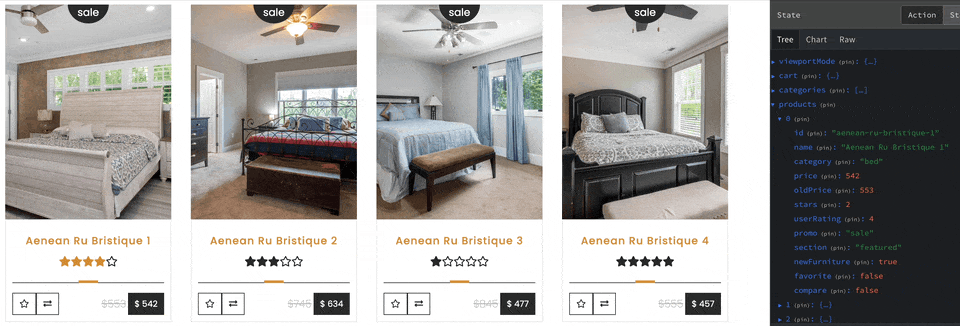 sale
sale
sale
sale
Aenean Ru Bristique 1
Aenean Ru Bristique 2
Aenean Ru Bristique 3
Aenean Ru Bristique 4
$553 $ 542
$745 $ 634
$845 $ 477
$555 $ 457
State
Action
St
Tree Chart Raw
viewportMode (pin): {…}
cart (pin): {…}
categories (pin): […]
products (pin)
0 (pin)
id (pin): "aenean-ru-bristique-1"
name (pin): "Aenean Ru Bristique 1"
category (pin): "bed"
price (pin): 542
oldPrice (pin): 553
stars (pin): 2
userRating (pin): 4
promo (pin): "sale"
section (pin): "featured"
newFurniture (pin): true
favorite (pin): false
compare (pin): false
1 (pin): {…}
2 (pin): {…}